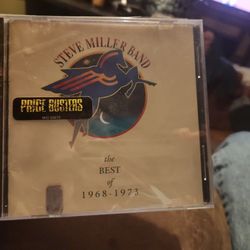 STEVE MILLER BAND
PRICE BUSTERS
the
BEST
of
1968-1973